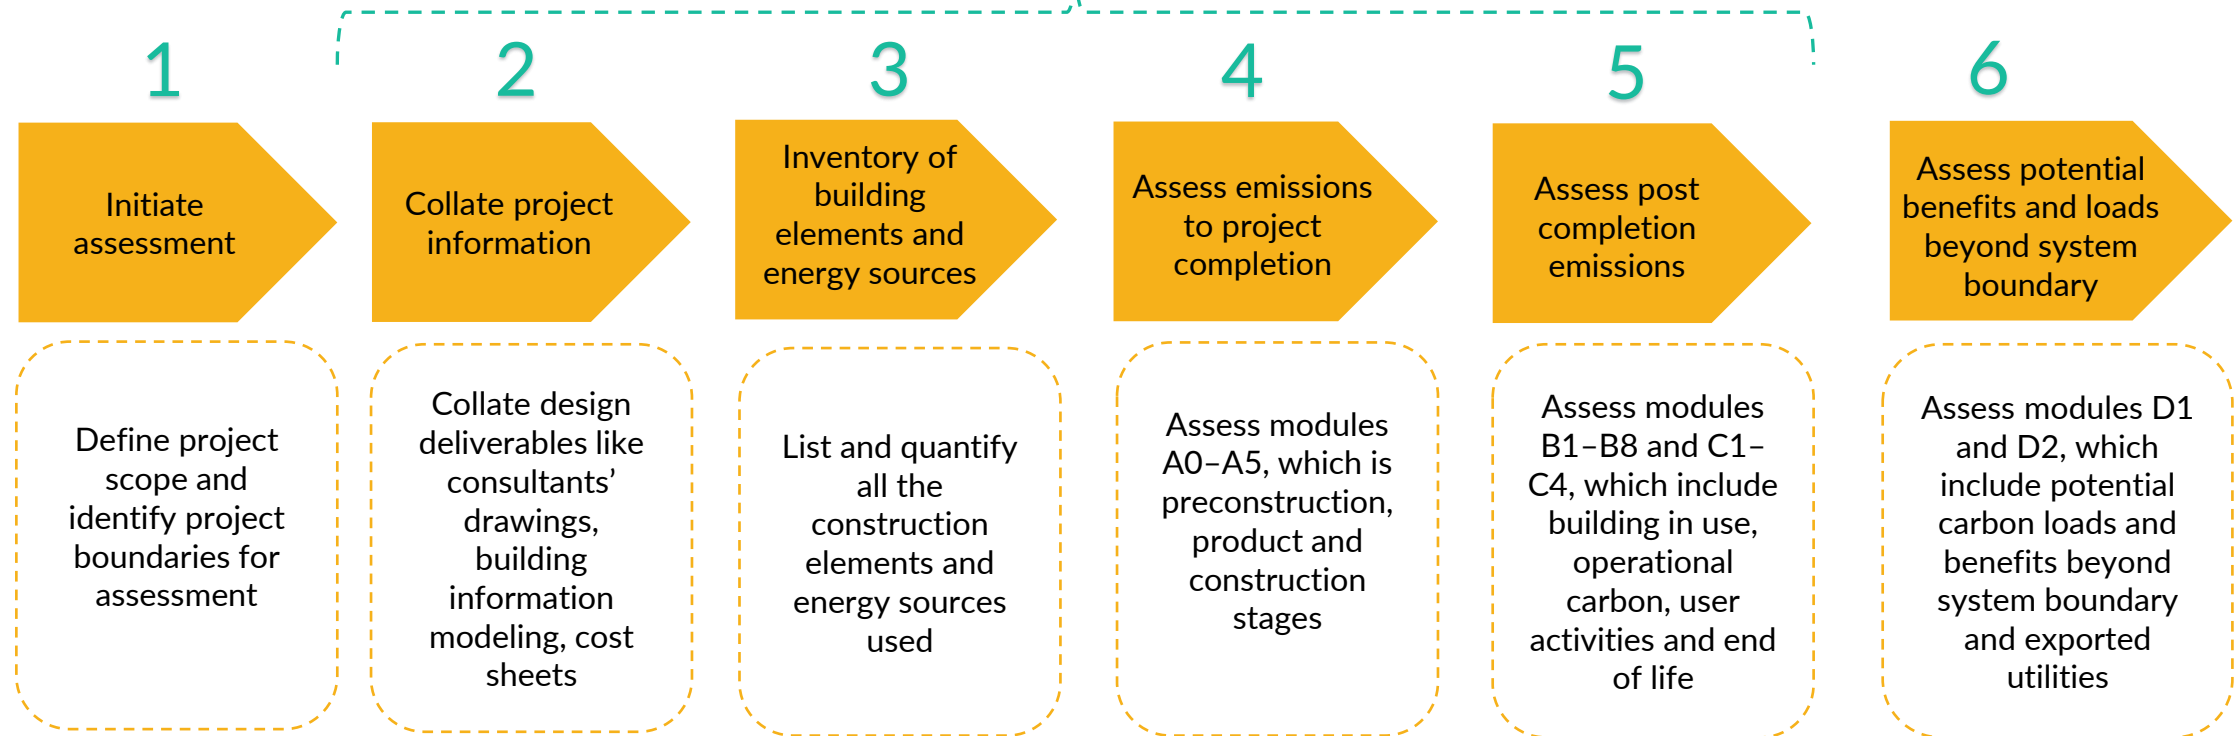 1
2
3
4
5
6
Initiate
assessment
Collate project
information
Inventory of
building
elements and
energy sources
Assess emissions
to project
completion
Assess post
completion
emissions
Assess potential
benefits and loads
beyond system
boundary
Define project
scope and
identify project
boundaries for
assessment
Collate design
deliverables like
consultants’
drawings,
building
information
modeling, cost
sheets
List and quantify
all the
construction
elements and
energy sources
used
Assess modules
A0–A5, which is
preconstruction,
product and
construction
stages
Assess modules
B1–B8 and C1–
C4, which include
building in use,
operational
carbon, user
activities and end
of life
Assess modules D1
and D2, which
include potential
carbon loads and
benefits beyond
system boundary
and exported
utilities